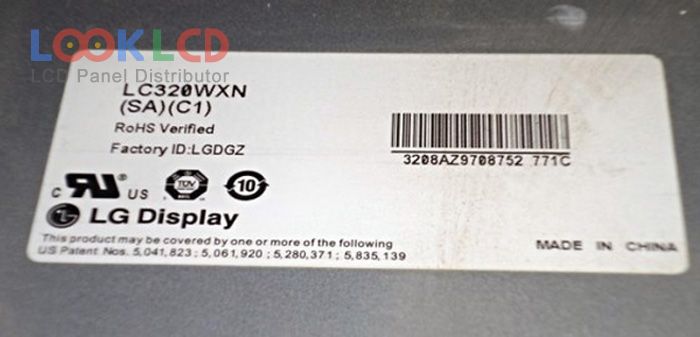 LOOKLCD
LCD Panel Distributor
LC320WXN
(SA)(C1)
RoHS Verified
Factory ID:LGDGZ
3208AZ9708752 771C
c RU US
TÜV
10
LG Display
This product may be covered by one or more of the following
US Patent Nos. 5,041,823 ; 5,061,920 ; 5,280,371 ; 5,835,139
MADE IN CHINA